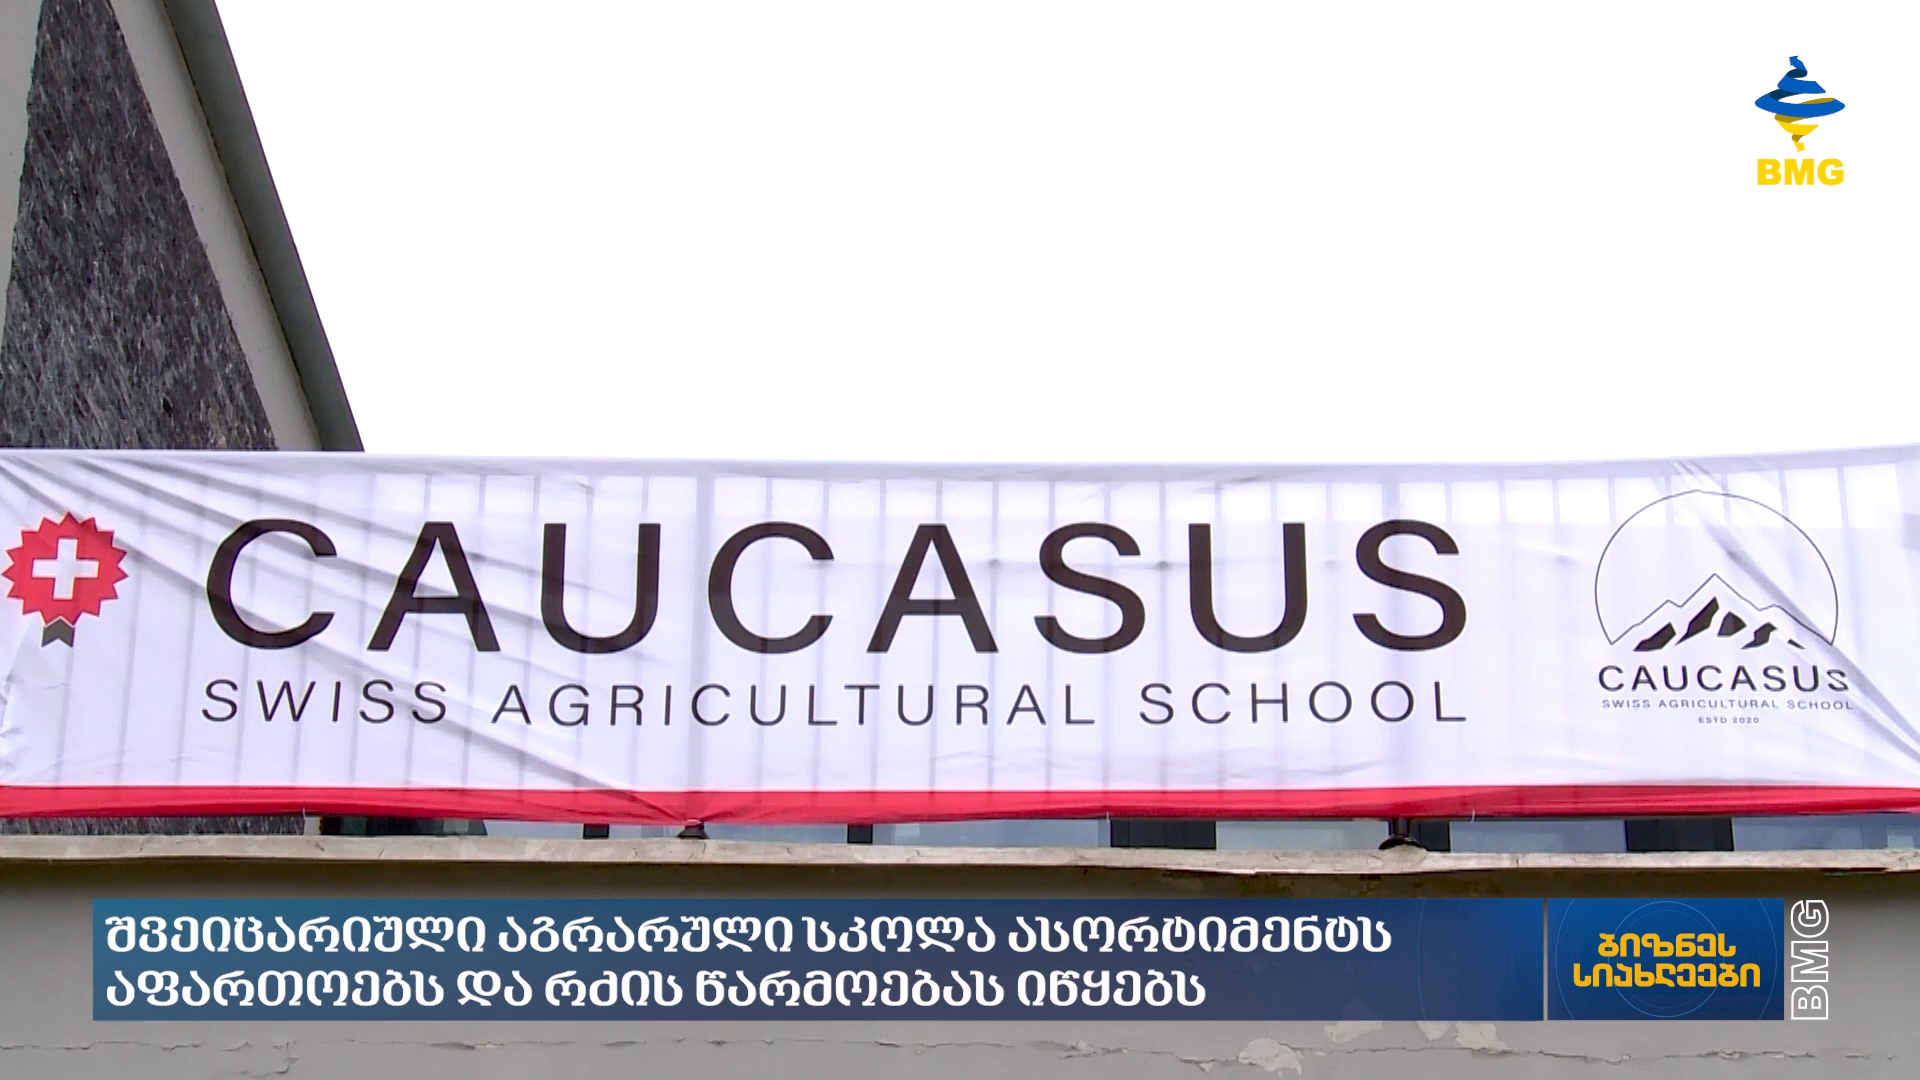 BMG
CAUCASUS
SWISS AGRICULTURAL SCHOOL
CAUCASUS
SWISS AGRICULTURAL SCHOOL
ESTD 2020
შვეიცარიული აგრარული სკოლა ასორტიმენტს
აფართოებს და რძის წარმოებას იწყებს
ბიზნეს
სიახლეები
BMG